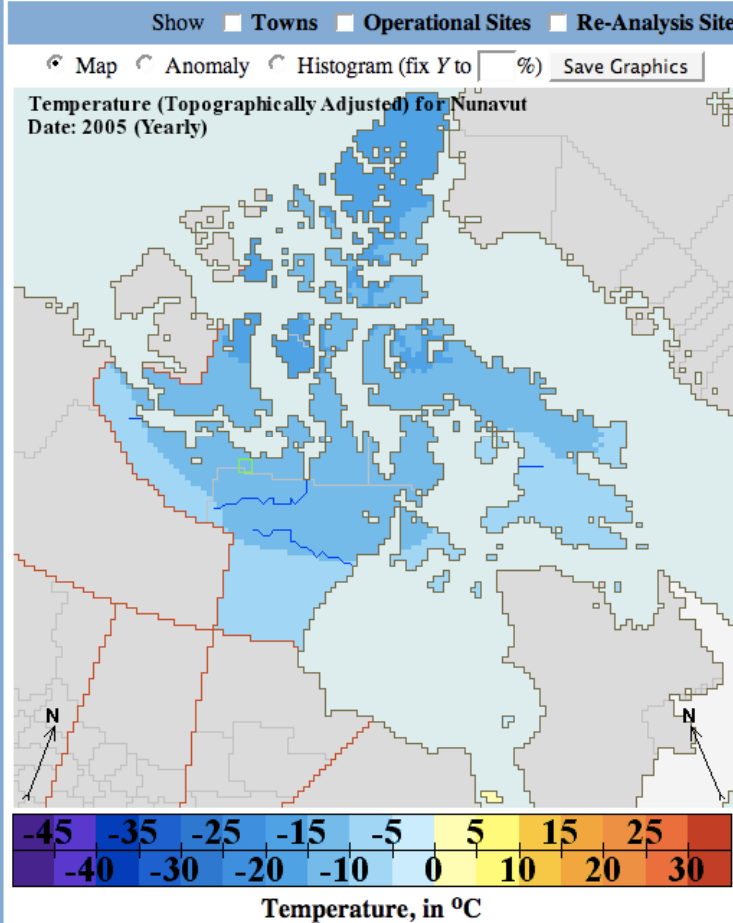 Show Towns Operational Sites Re-Analysis Site
Map Anomaly Histogram (fix Y to %) Save Graphics
Temperature (Topographically Adjusted) for Nunavut
Date: 2005 (Yearly)
N N
-45 -35 -25 -15 -5 5 15 25
-40 -30 -20 -10 0 10 20 30
Temperature, in ºC